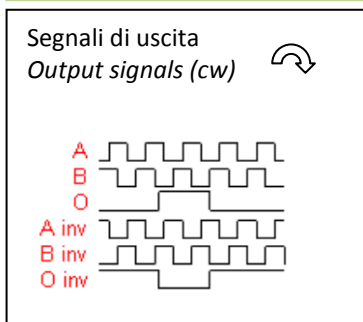 Segnali di uscita
Output signals (cw)
A
B
O
A inv
B inv
O inv